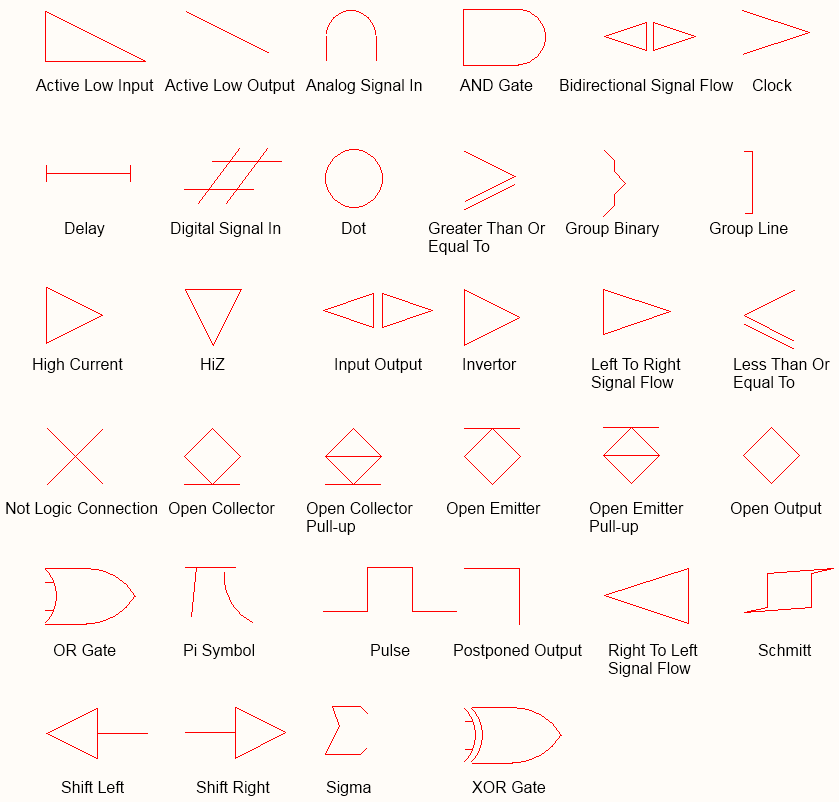 Active Low Input
Active Low Output
Analog Signal In
AND Gate
Bidirectional Signal Flow
Clock
Delay
Digital Signal In
Dot
Greater Than Or
Equal To
Group Binary
Group Line
High Current
HiZ
Input Output
Invertor
Left To Right
Signal Flow
Less Than Or
Equal To
Not Logic Connection
Open Collector
Open Collector
Pull-up
Open Emitter
Open Emitter
Pull-up
Open Output
OR Gate
Pi Symbol
Pulse
Postponed Output
Right To Left
Signal Flow
Schmitt
Shift Left
Shift Right
Sigma
XOR Gate